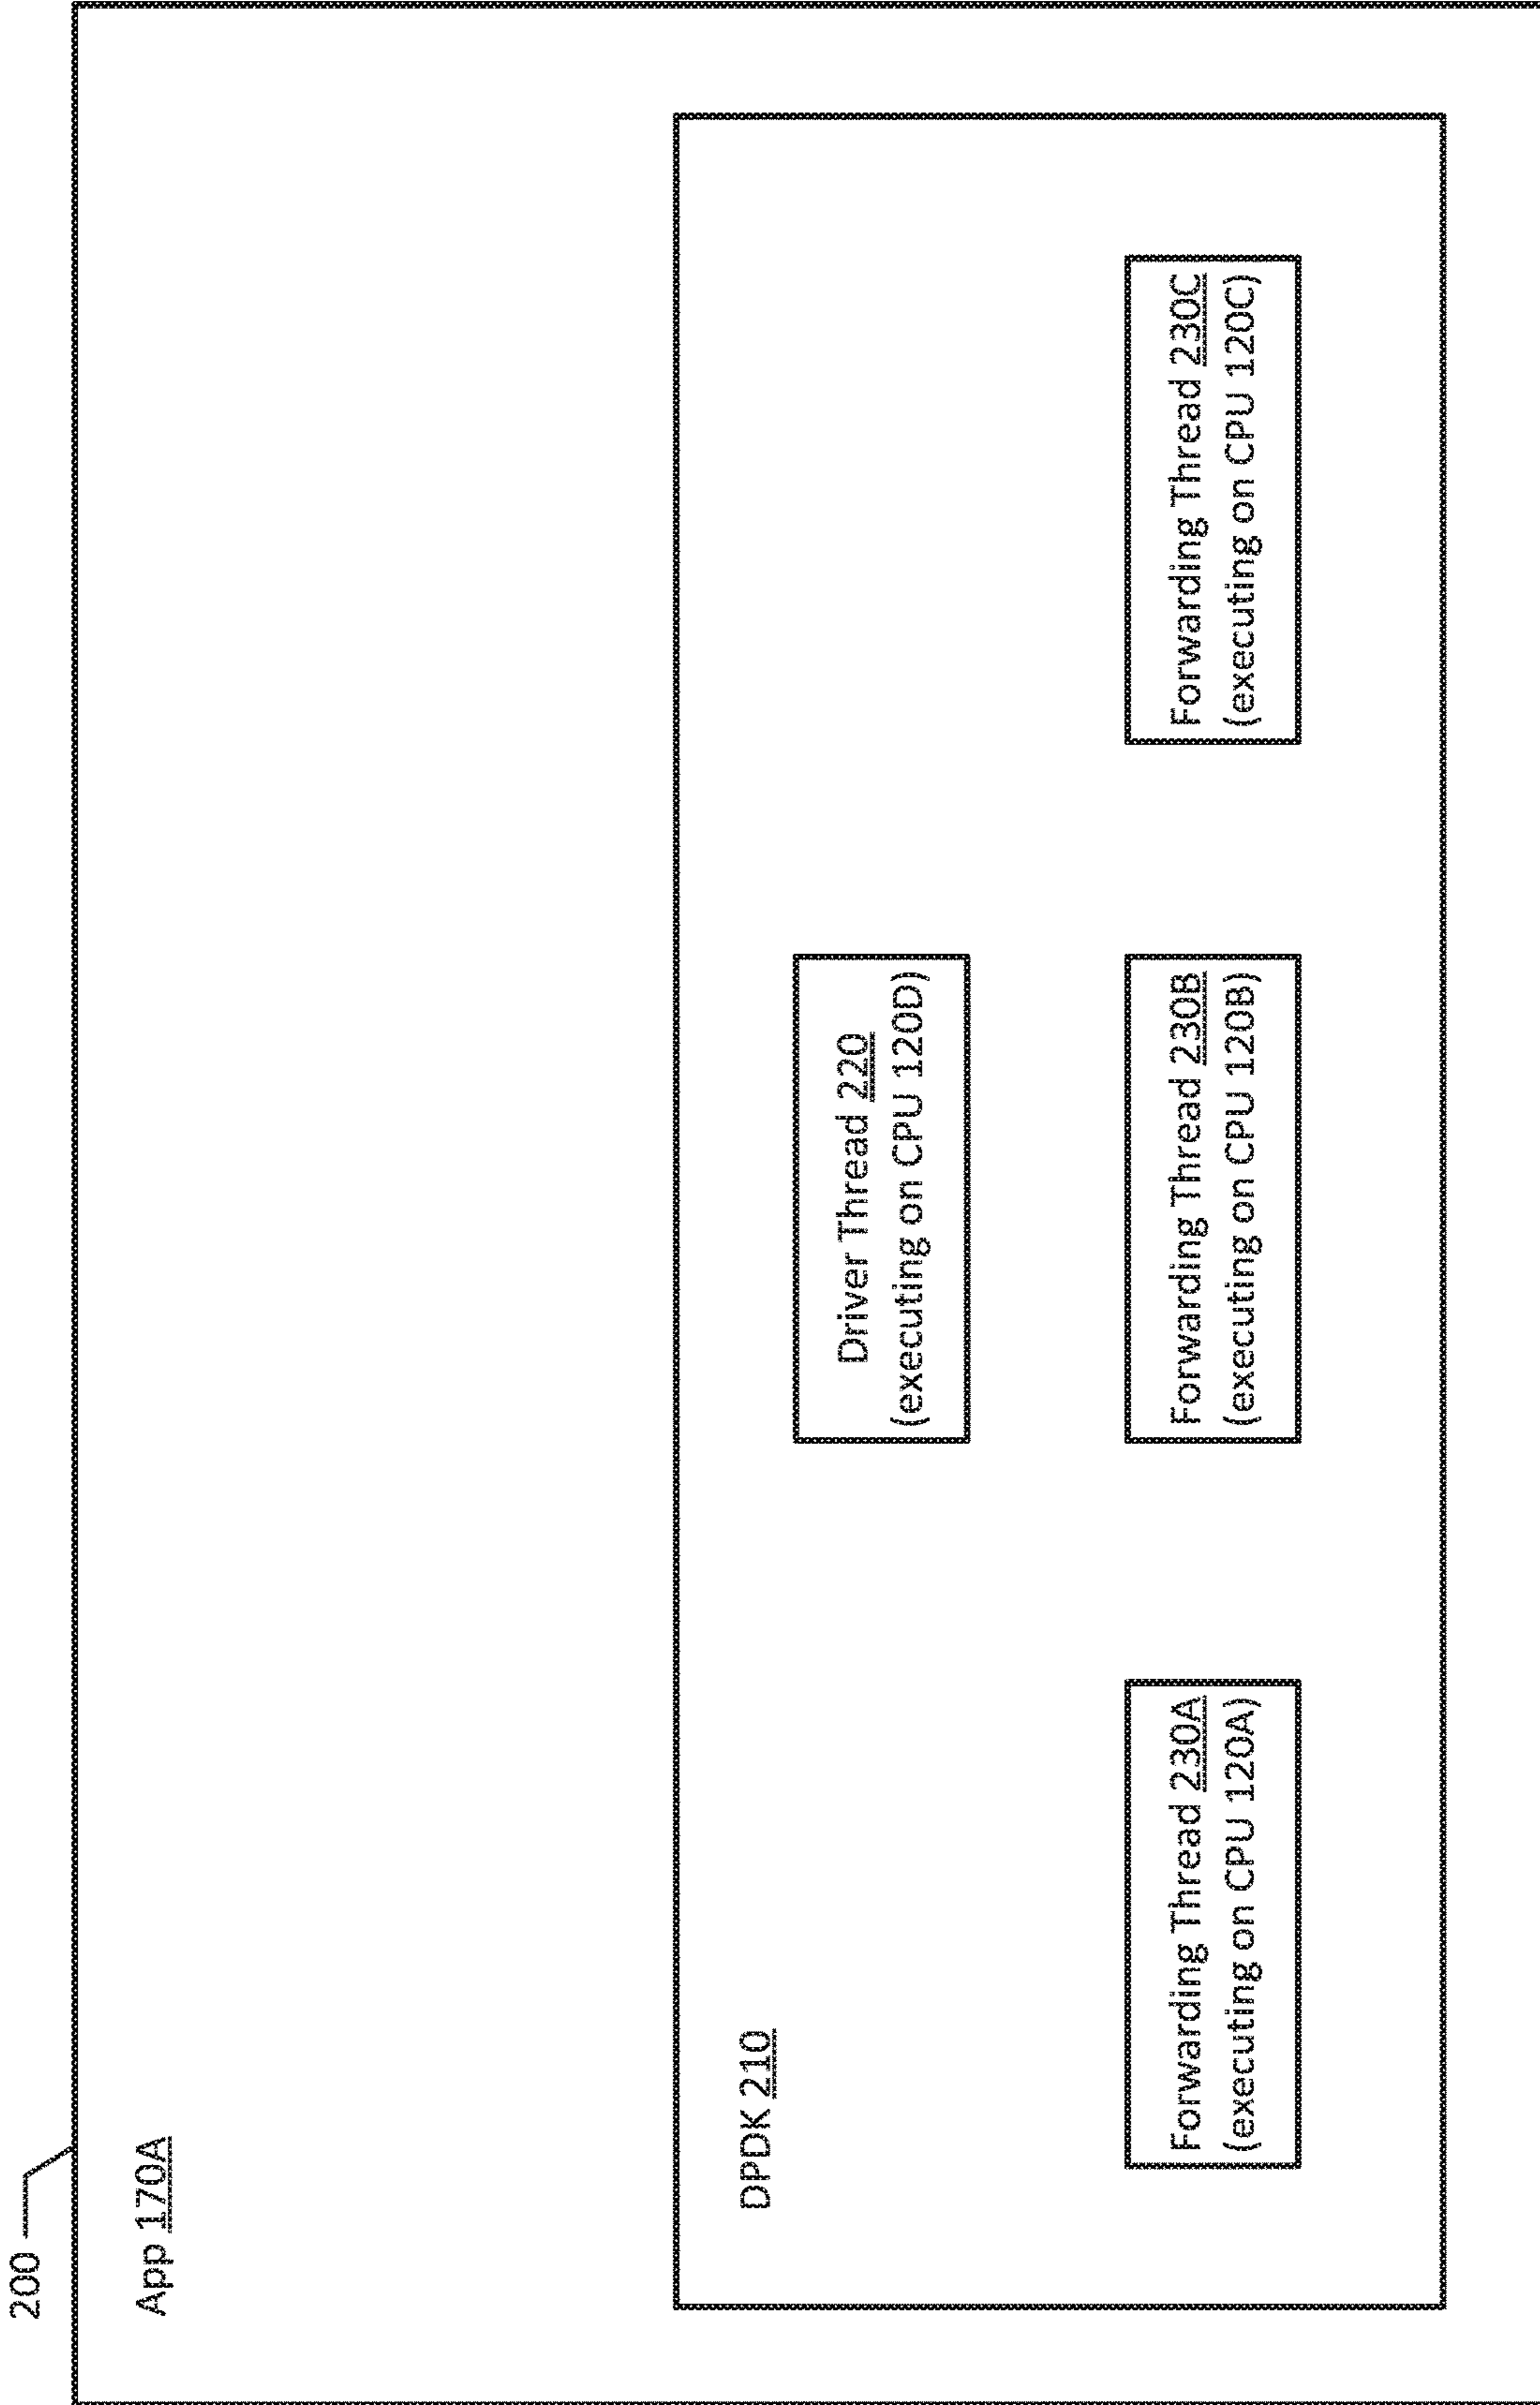 200
App 170A
DPDK 210
Driver Thread 220
(executing on CPU 120D)
Forwarding Thread 230A
(executing on CPU 120A)
Forwarding Thread 230B
(executing on CPU 120B)
Forwarding Thread 230C
(executing on CPU 120C)